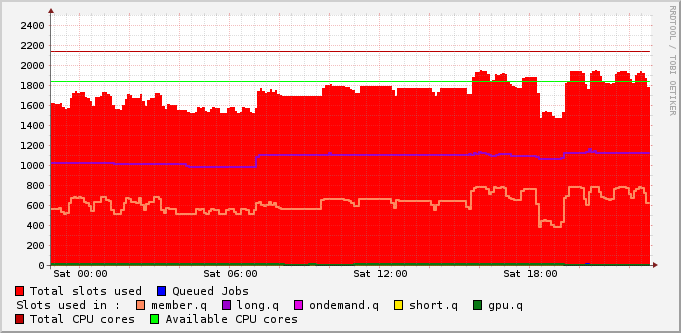 2400
2200
2000
1800
1600
1400
1200
1000
800
600
400
200
0
Sat 00:00 Sat 06:00 Sat 12:00 Sat 18:00
Total slots used Queued Jobs
Slots used in : member.q long.q ondemand.q short.q gpu.q
Total CPU cores Available CPU cores
RRDTOOL / TOBI OETIKER